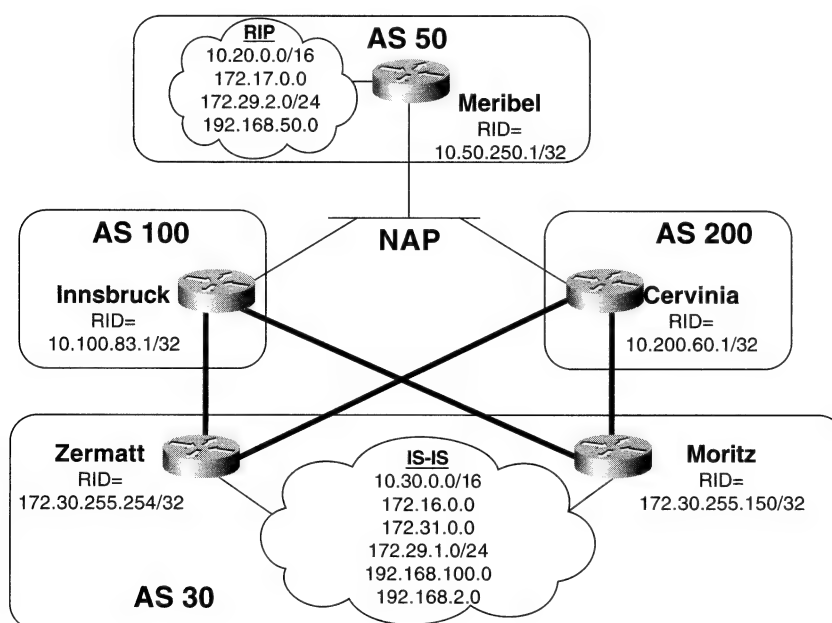 RIP
10.20.0.0/16
172.17.0.0
172.29.2.0/24
192.168.50.0
AS 50
Meribel
RID=
10.50.250.1/32
AS 100
NAP
AS 200
Innsbruck
RID=
10.100.83.1/32
Cervinia
RID=
10.200.60.1/32
Zermatt
RID=
172.30.255.254/32
IS-IS
10.30.0.0/16
172.16.0.0
172.31.0.0
172.29.1.0/24
192.168.100.0
192.168.2.0
Moritz
RID=
172.30.255.150/32
AS 30